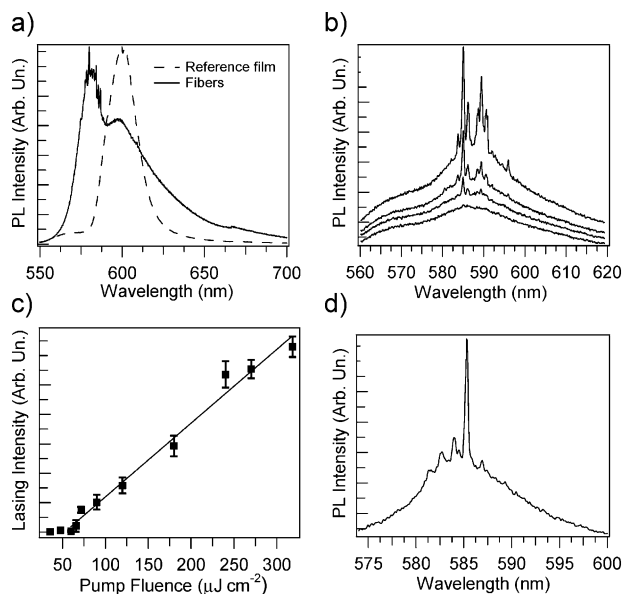 a)
PL Intensity (Arb. Un.)
Reference film
Fibers
550 600 650 700
Wavelength (nm)
b)
PL Intensity (Arb. Un.)
560 570 580 590 600 610 620
Wavelength (nm)
c)
Lasing Intensity (Arb. Un.)
50 100 150 200 250 300
Pump Fluence (μJ cm-2)
d)
PL Intensity (Arb. Un.)
575 580 585 590 595 600
Wavelength (nm)